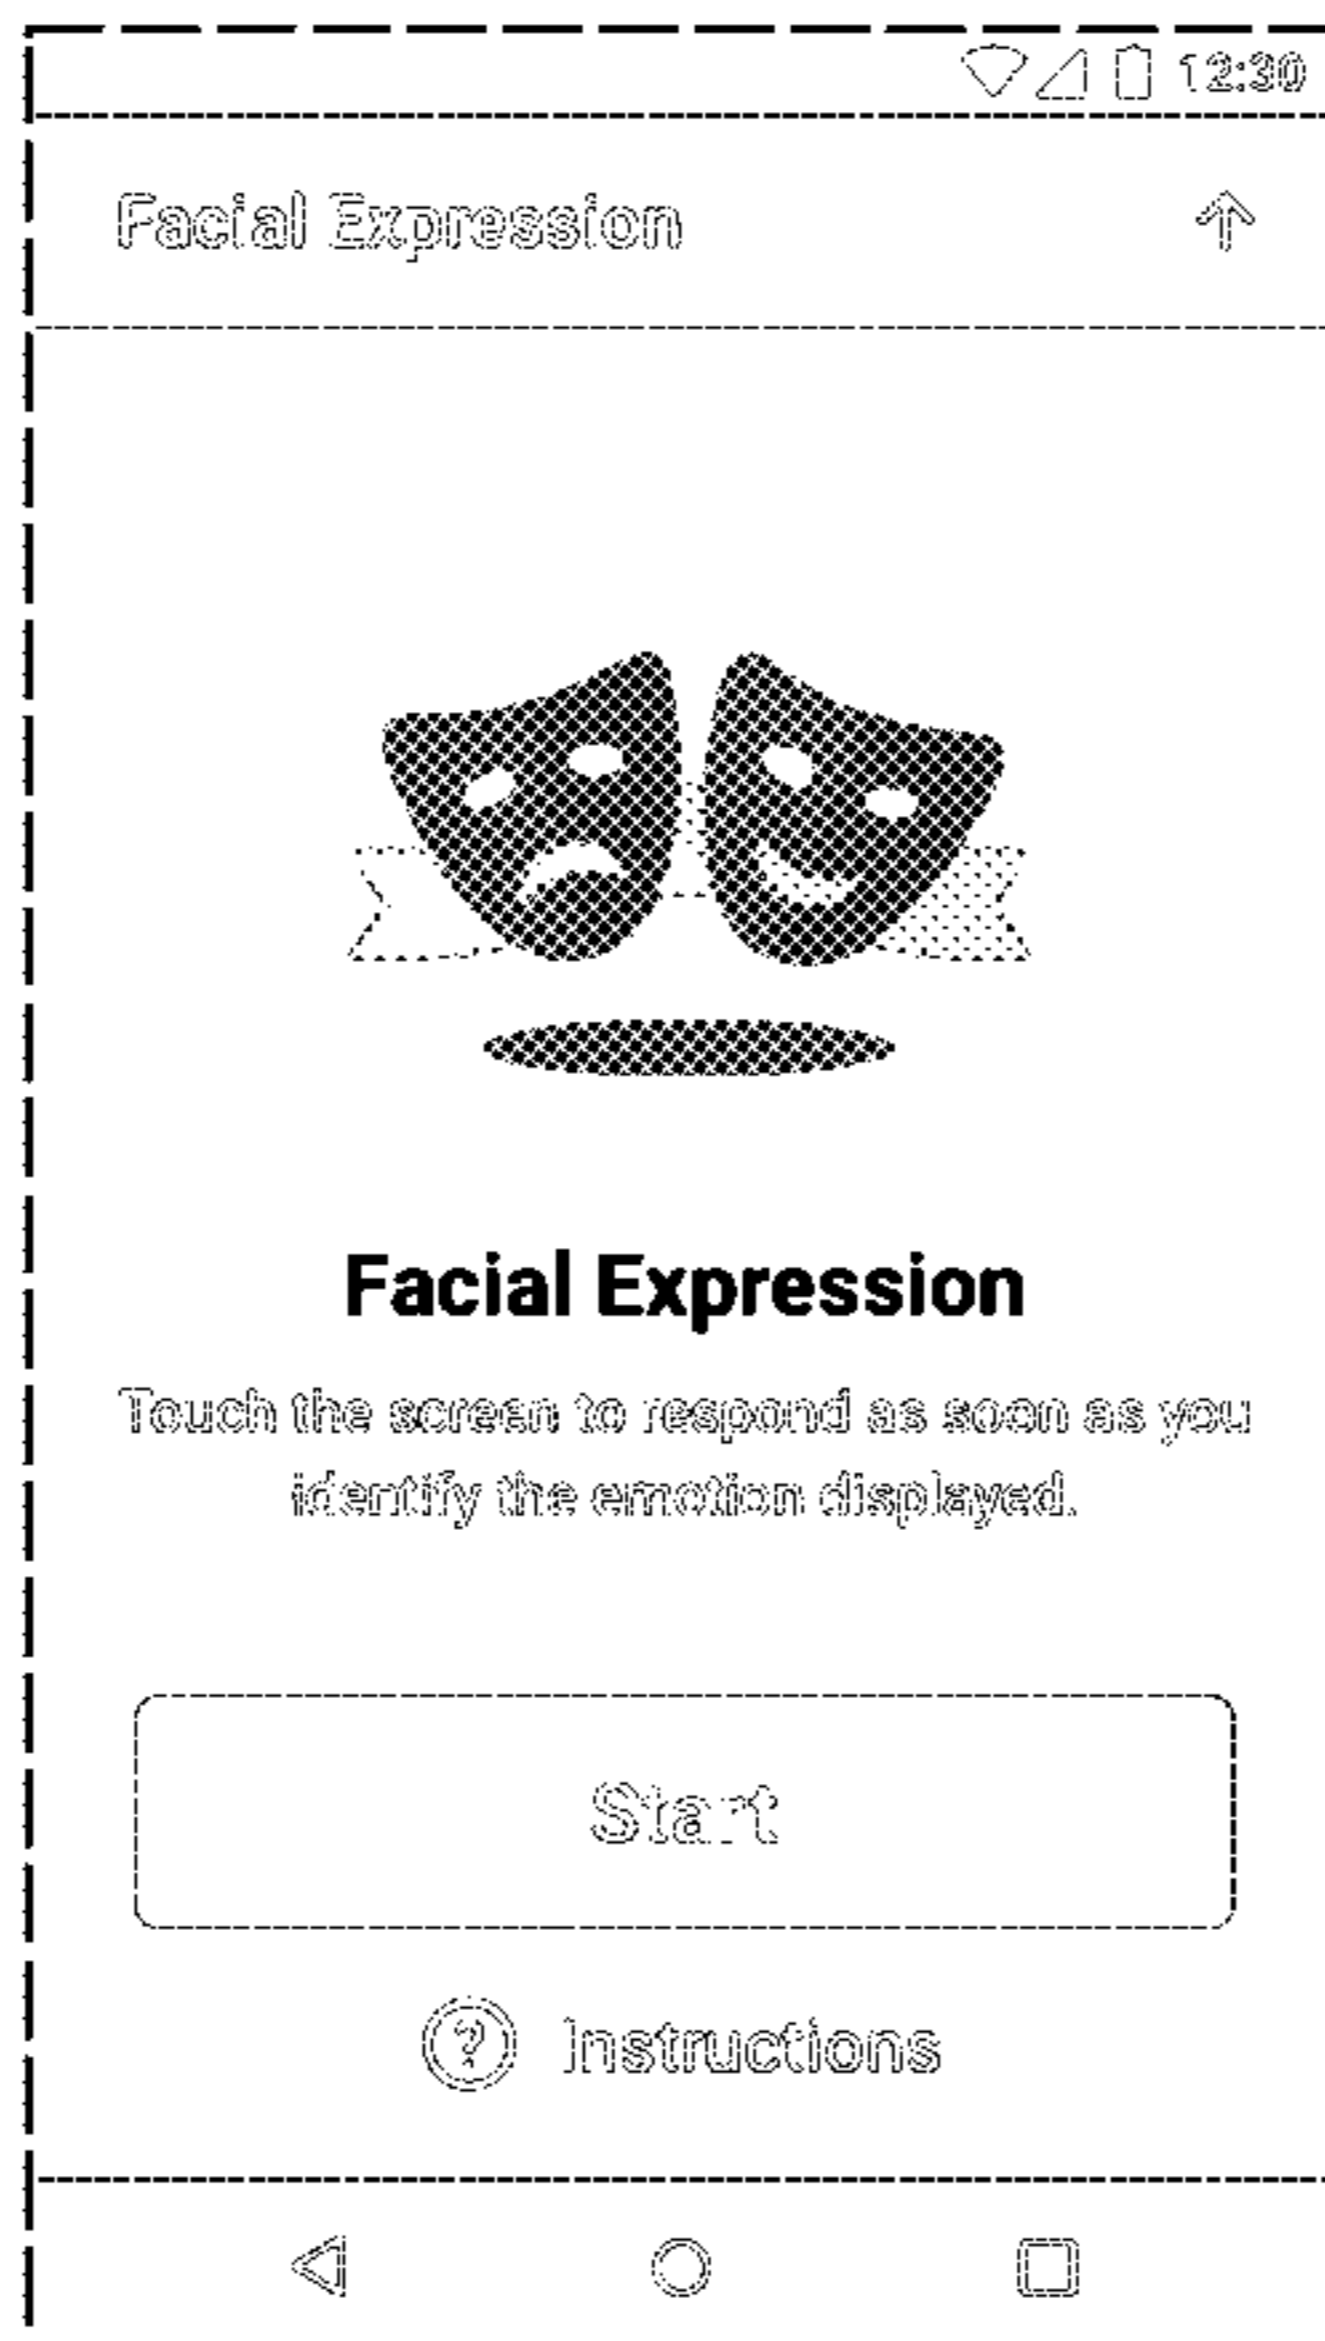 12:30
Facial Expression
Facial Expression
Touch the screen to respond as soon as you
identify the emotion displayed.
Start
? Instructions